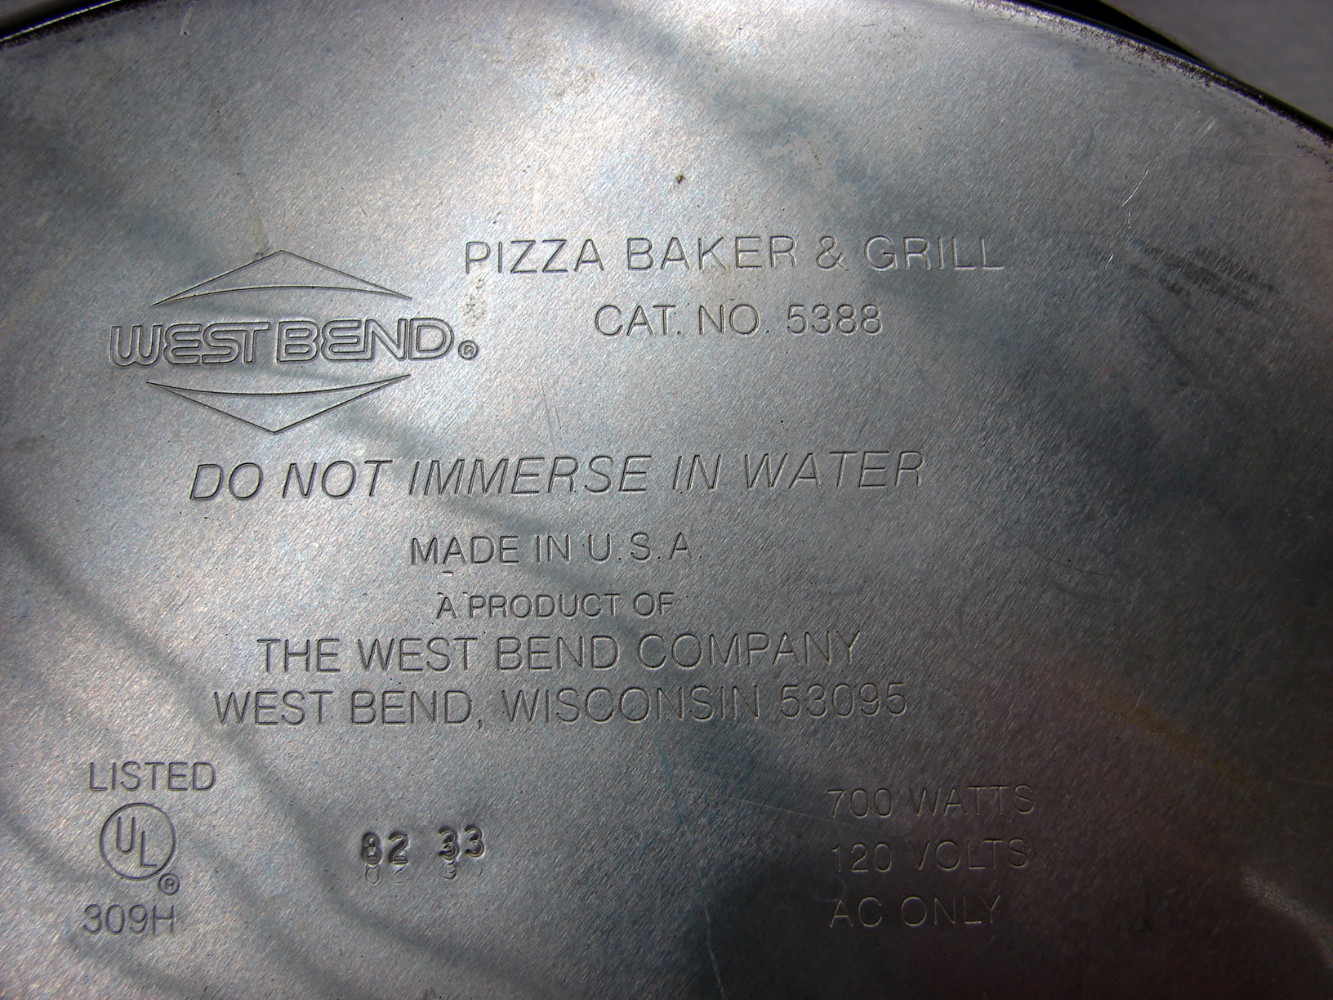 PIZZA BAKER & GRILL
CAT. NO. 5388
WEST BEND®
DO NOT IMMERSE IN WATER
MADE IN U.S.A.
A PRODUCT OF
THE WEST BEND COMPANY
WEST BEND, WISCONSIN 53095
LISTED
UL®
309H
82 33
700 WATTS
120 VOLTS
AC ONLY